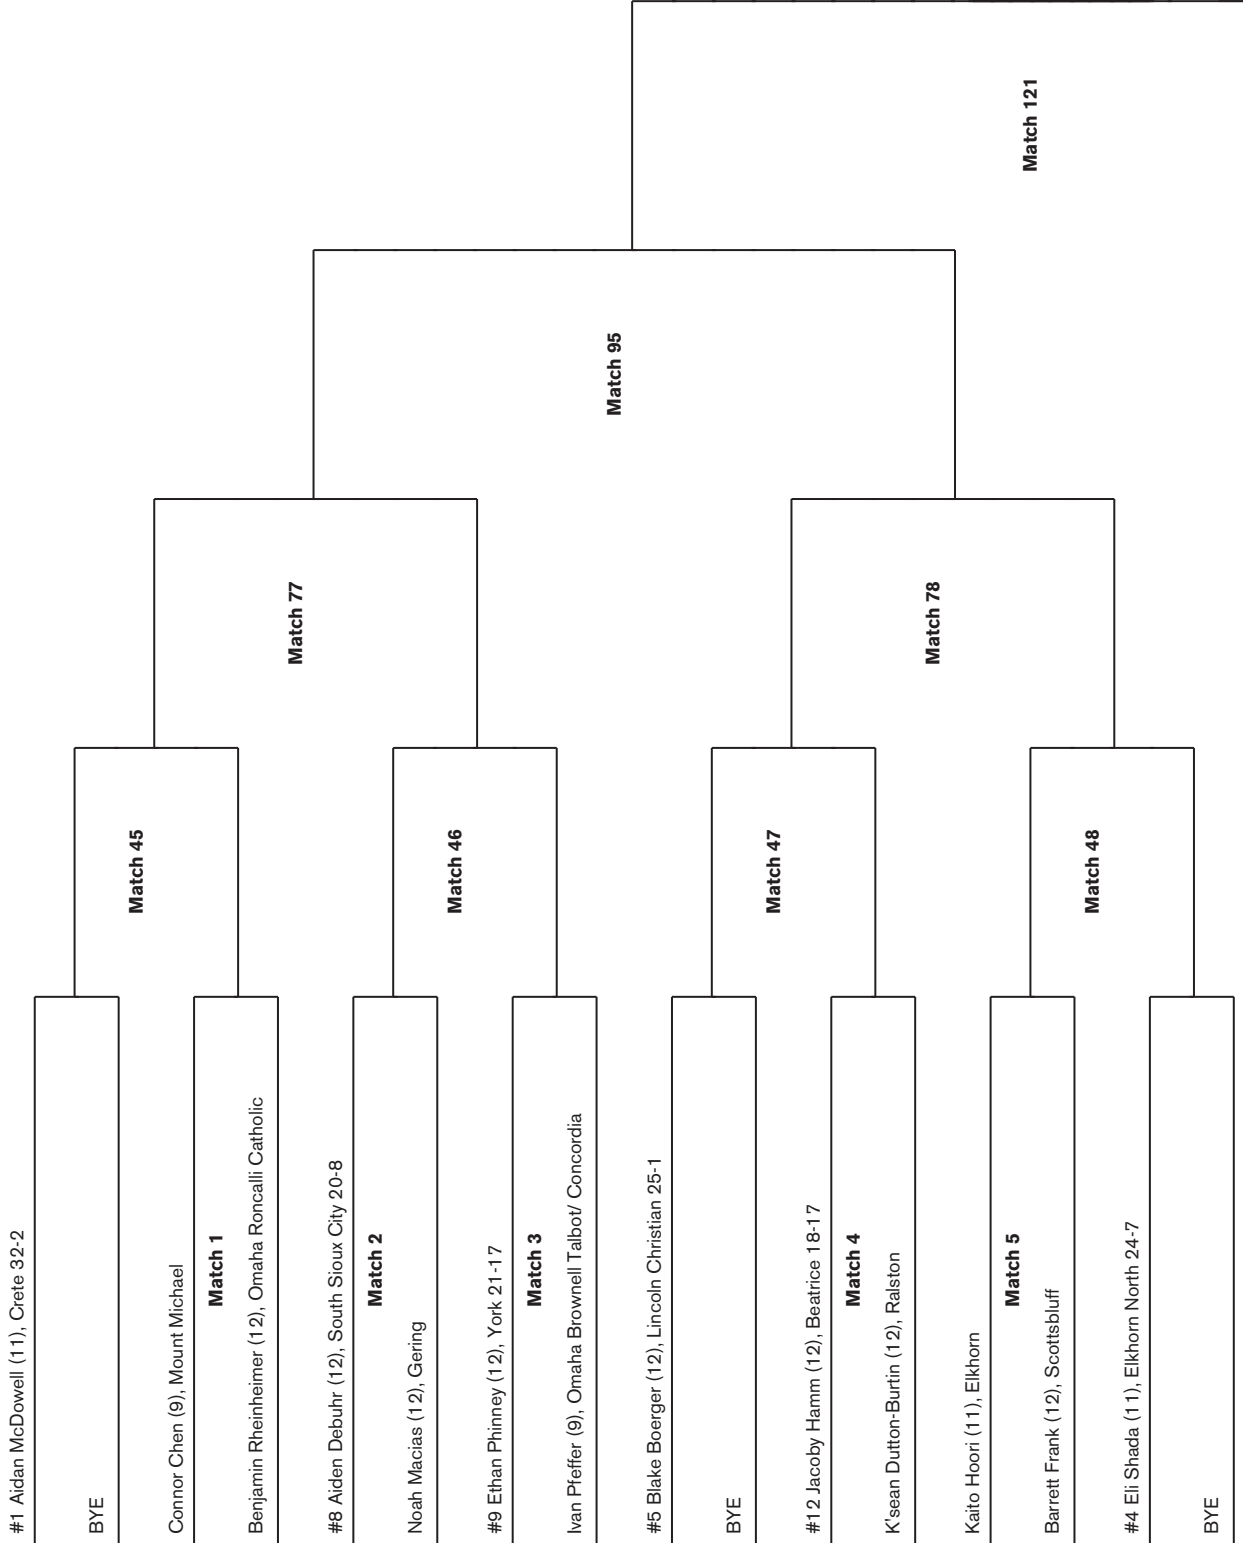 #1 Aidan McDowell (11), Crete 32-2
BYE
Connor Chen (9), Mount Michael
Match 1
Benjamin Rheinheimer (12), Omaha Roncalli Catholic
#8 Aiden Debuhr (12), South Sioux City 20-8
Match 2
Noah Macias (12), Gering
#9 Ethan Phinney (12), York 21-17
Match 3
Ivan Pfeffer (9), Omaha Brownell Talbot/ Concordia
#5 Blake Boerger (12), Lincoln Christian 25-1
BYE
#12 Jacoby Hamm (12), Beatrice 18-17
Match 4
K'sean Dutton-Burtin (12), Ralston
Kaito Hoori (11), Elkhorn
Match 5
Barrett Frank (12), Scottsbluff
#4 Eli Shada (11), Elkhorn North 24-7
BYE
Match 45
Match 46
Match 47
Match 48
Match 77
Match 78
Match 95
Match 121